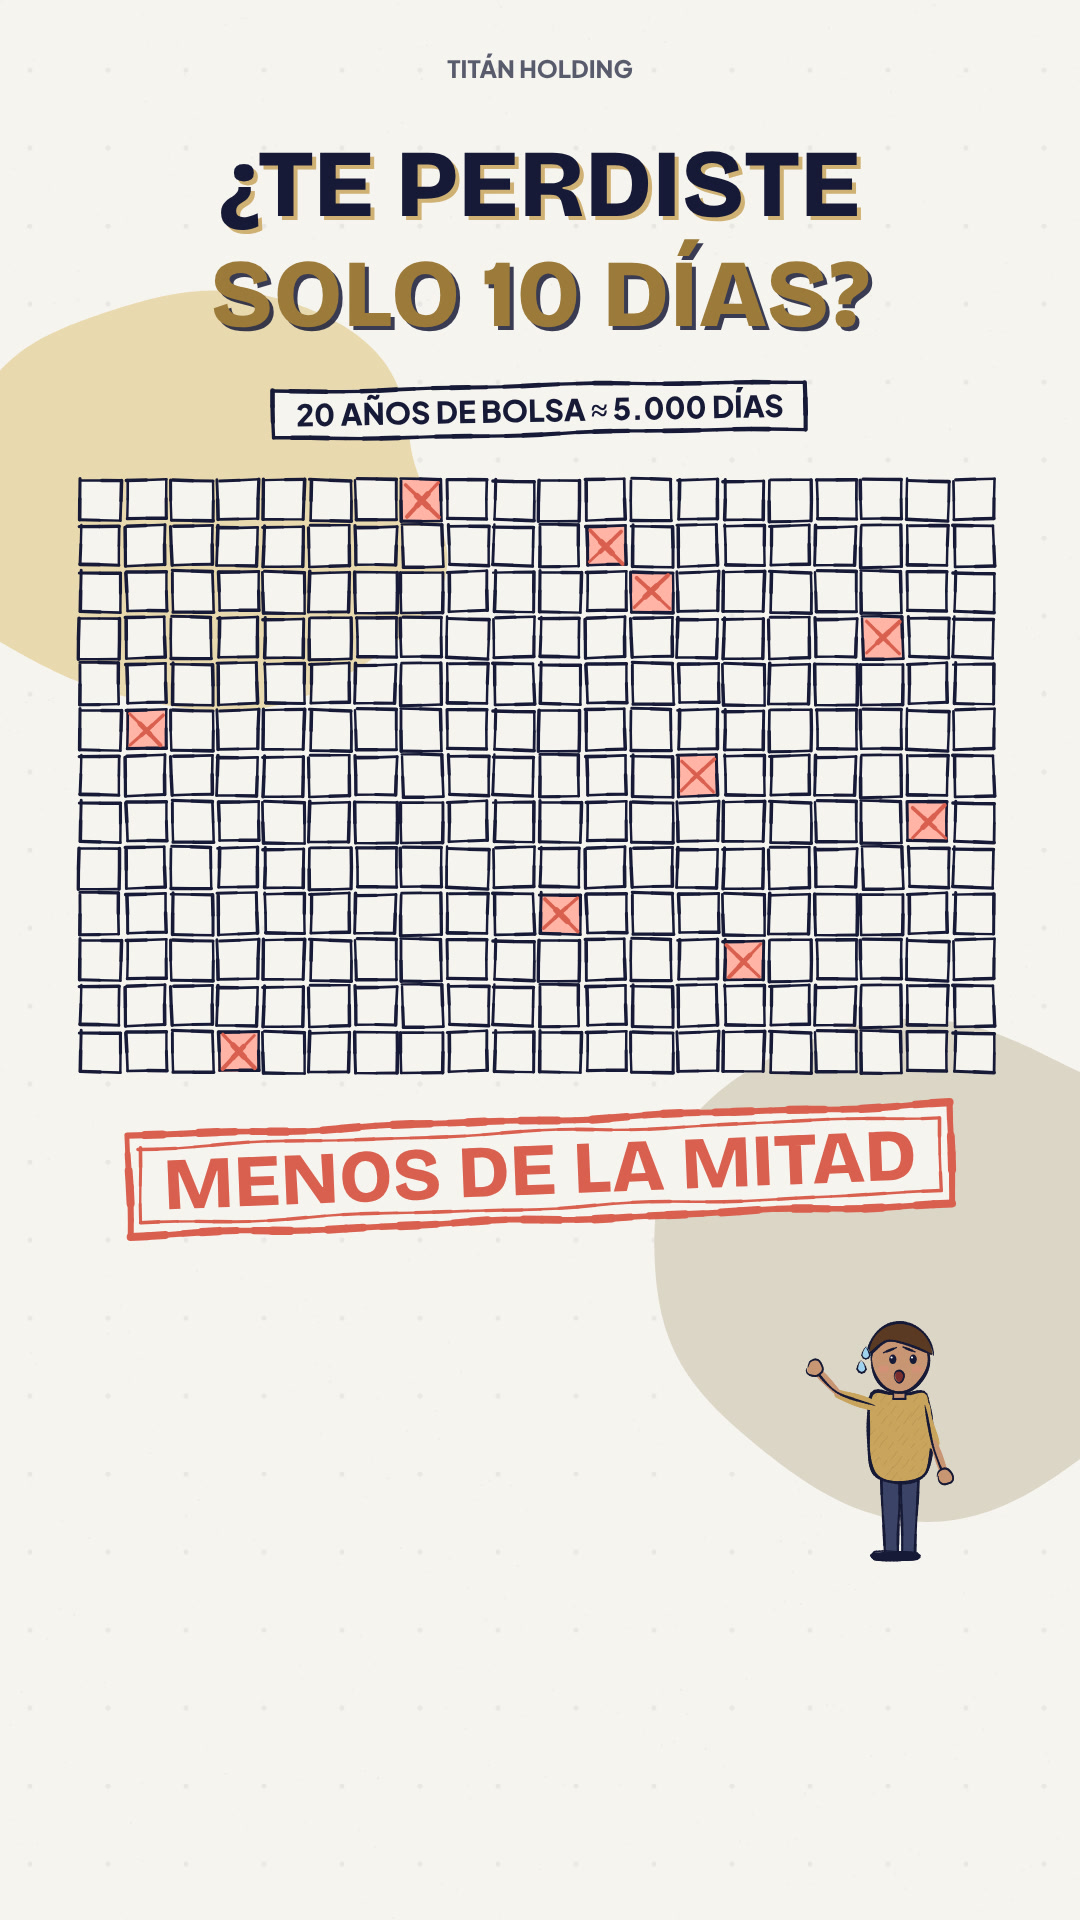 TITÁN HOLDING
¿TE PERDISTE
SOLO 10 DÍAS?
20 AÑOS DE BOLSA ≈ 5.000 DÍAS
MENOS DE LA MITAD